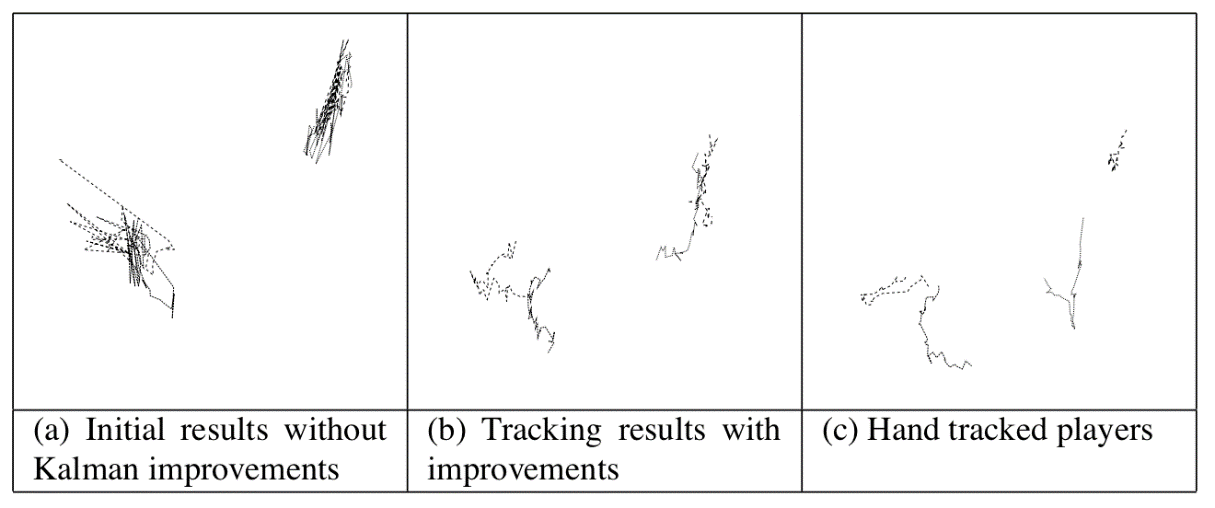 (a) Initial results without
Kalman improvements
(b) Tracking results with
improvements
(c) Hand tracked players